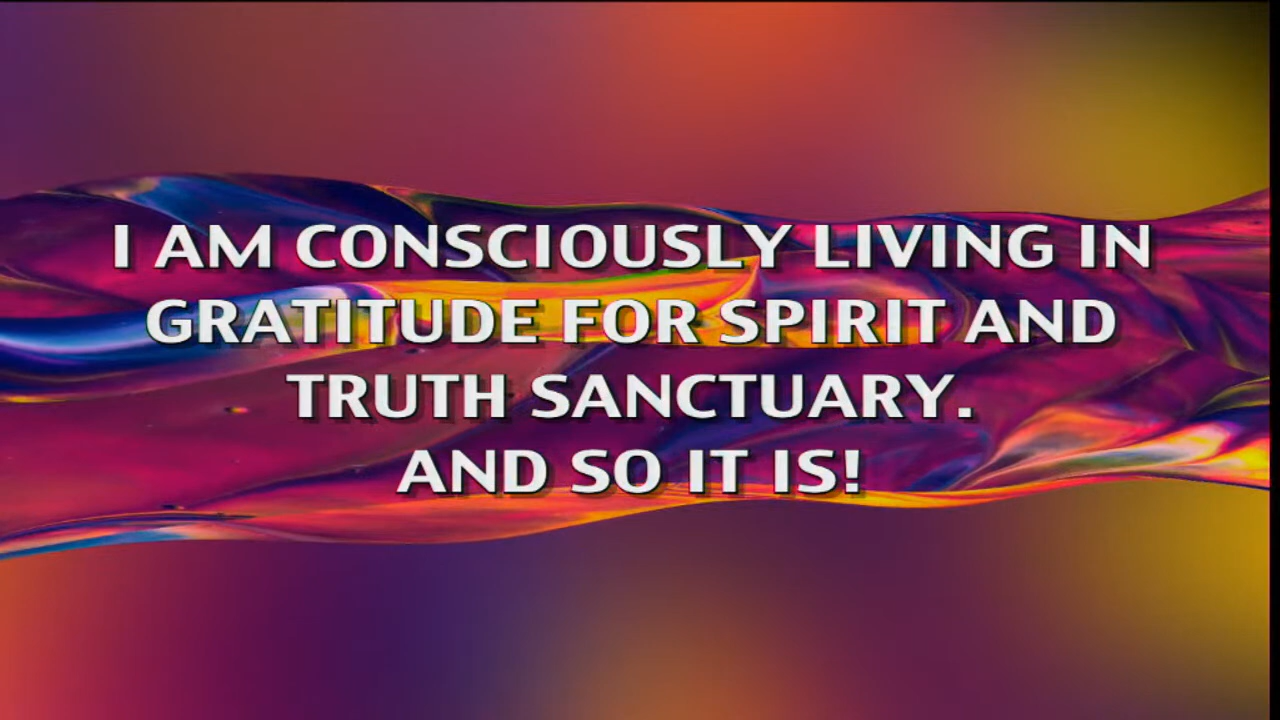 I AM CONSCIOUSLY LIVING IN
GRATITUDE FOR SPIRIT AND
TRUTH SANCTUARY.
AND SO IT IS!